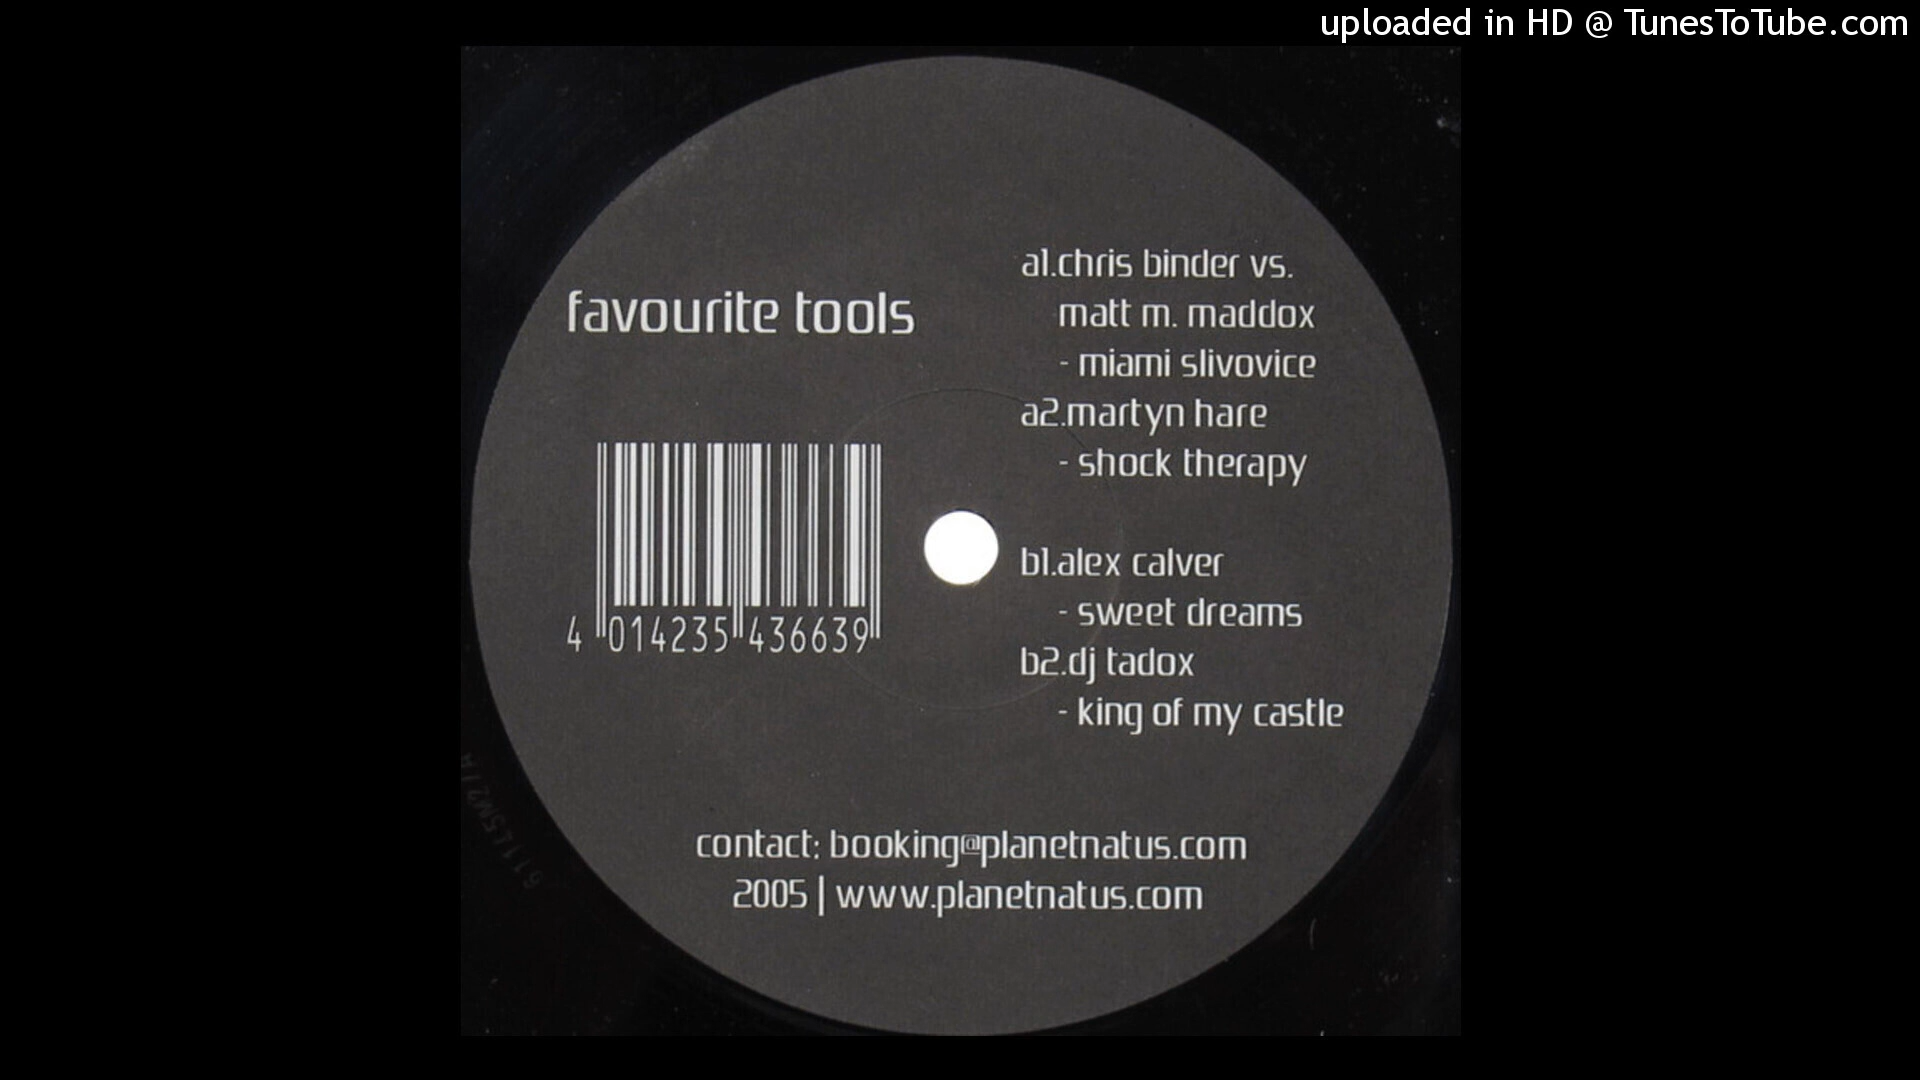 uploaded in HD @ TunesToTube.com
favourite tools
a1.chris binder vs.
matt m. maddox
- miami slivovice
a2.martyn hare
- shock therapy
b1.alex calver
- sweet dreams
b2.dj tadox
- king of my castle
4 014235 436639
contact: booking@planetnatus.com
2005 | www.planetnatus.com